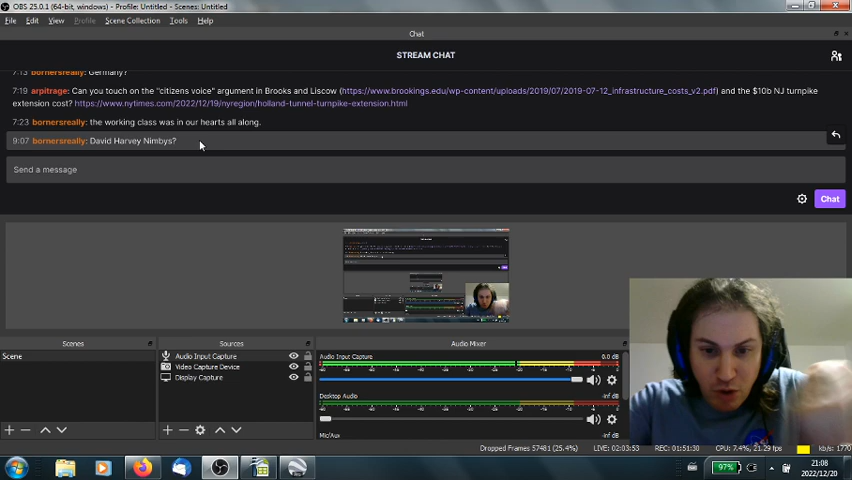 OBS 25.0.1 (64-bit, windows) - Profile: Untitled - Scenes: Untitled
File Edit View Profile Scene Collection Tools Help
Chat
STREAM CHAT
7:13 bornersreally: Germany?
7:19 arpitrage: Can you touch on the "citizens voice" argument in Brooks and Liscow (https://www.brookings.edu/wp-content/uploads/2019/07/2019-07-12_infrastructure_costs_v2.pdf) and the $10b NJ turnpike
extension cost? https://www.nytimes.com/2022/12/19/nyregion/holland-tunnel-turnpike-extension.html
7:23 bornersreally: the working class was in our hearts all along.
9:07 bornersreally: David Harvey Nimbys?
Send a message
Chat
Scenes Sources Audio Mixer
Scene
Audio Input Capture
Video Capture Device
Display Capture
Audio Input Capture 0.0 dB
Desktop Audio -inf dB
Mic/Aux -inf dB
Dropped Frames 57481 (25.4%) LIVE: 02:03:53 REC: 01:51:30 CPU: 7.4%, 21.29 fps kb/s: 1770
97%
21:08
2022/12/20